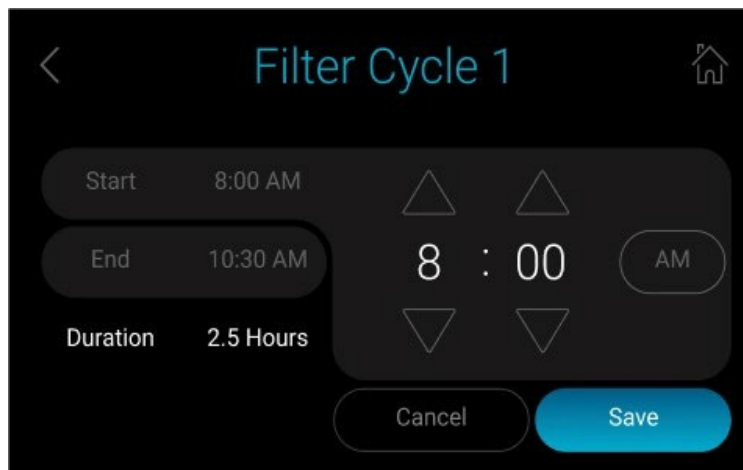 Filter Cycle 1
Start 8:00 AM
End 10:30 AM
Duration 2.5 Hours
8 : 00 AM
Cancel Save